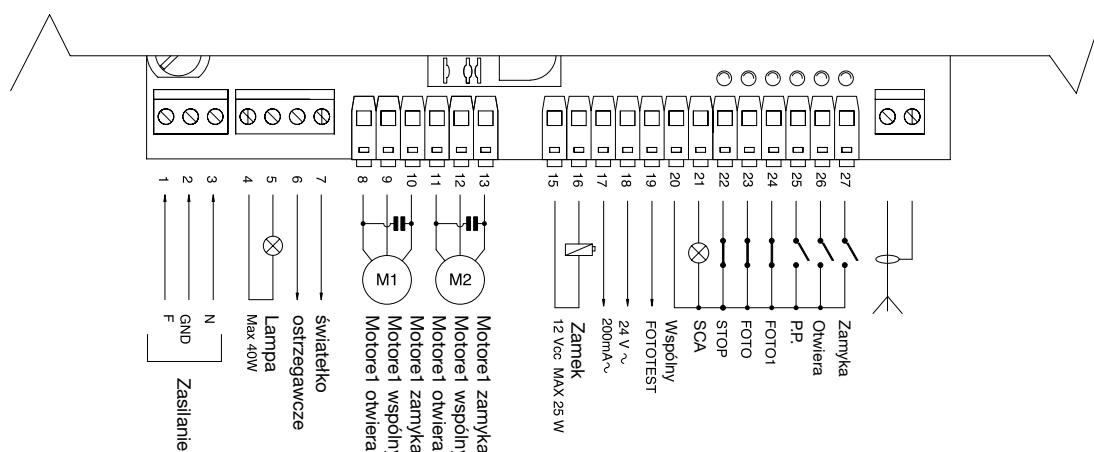 1
2
3
4
5
6
7
8
9
10
11
12
13
15
16
17
18
19
20
21
22
23
24
25
26
27
F
GND
N
Zasilanie
Lampa
Max 40W
ostrzegawcze
światełko
M1
M2
Motore1 otwiera
Motore1 wspólny
Motore1 zamyka
Motore1 otwiera
Motore1 wspólny
Motore1 zamyka
Zamek
12 Vcc MAX 25 W
200mA ~
24 V ~
FOTOTEST
Wspólny
SCA
STOP
FOTO
FOTO1
P.P.
Otwiera
Zamyka